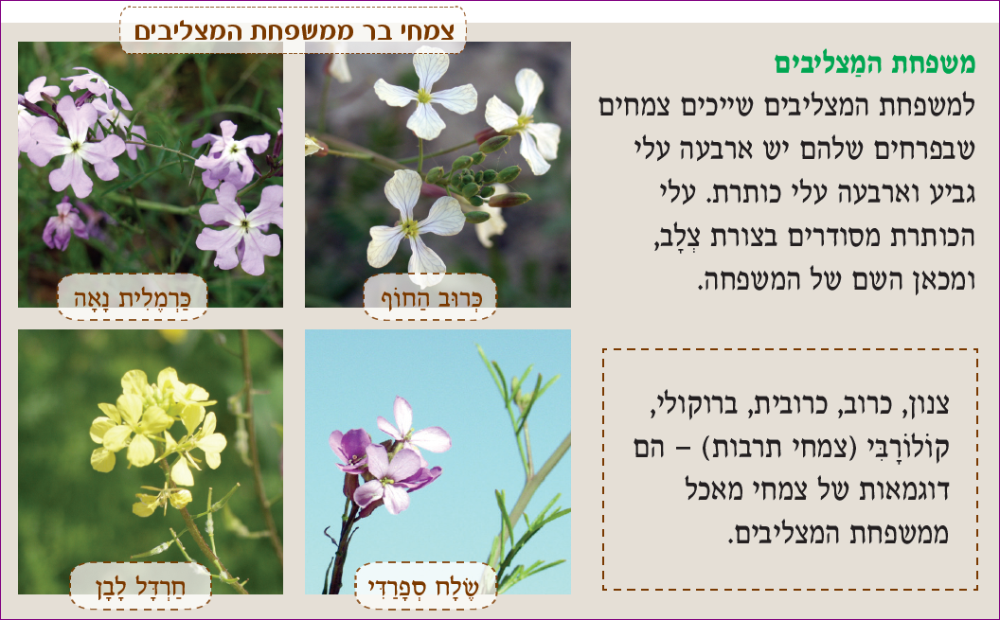 צמחי בר ממשפחת המצליבים
משפחת המַצליבים
למשפחת המצליבים שייכים צמחים
שבפרחים שלהם יש ארבעה עלי
גביע וארבעה עלי כותרת. עלי
הכותרת מסודרים בצורת צְלָב,
ומכאן השם של המשפחה.
כְּרוּב הַחוֹף
כַּרְמֶלִית נָאָה
צנון, כרוב, כרובית, ברוקולי,
קוֹלוֹרָבִּי (צמחי תרבות) – הם
דוגמאות של צמחי מאכל
ממשפחת המצליבים.
שֶׁלָח סְפָרַדִּי
חַרְדָּל לָבָן